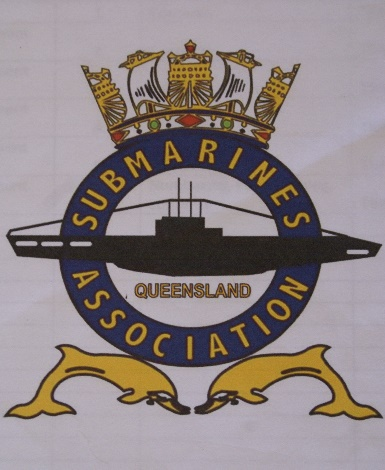 SUBMARINES
QUEENSLAND
ASSOCIATION